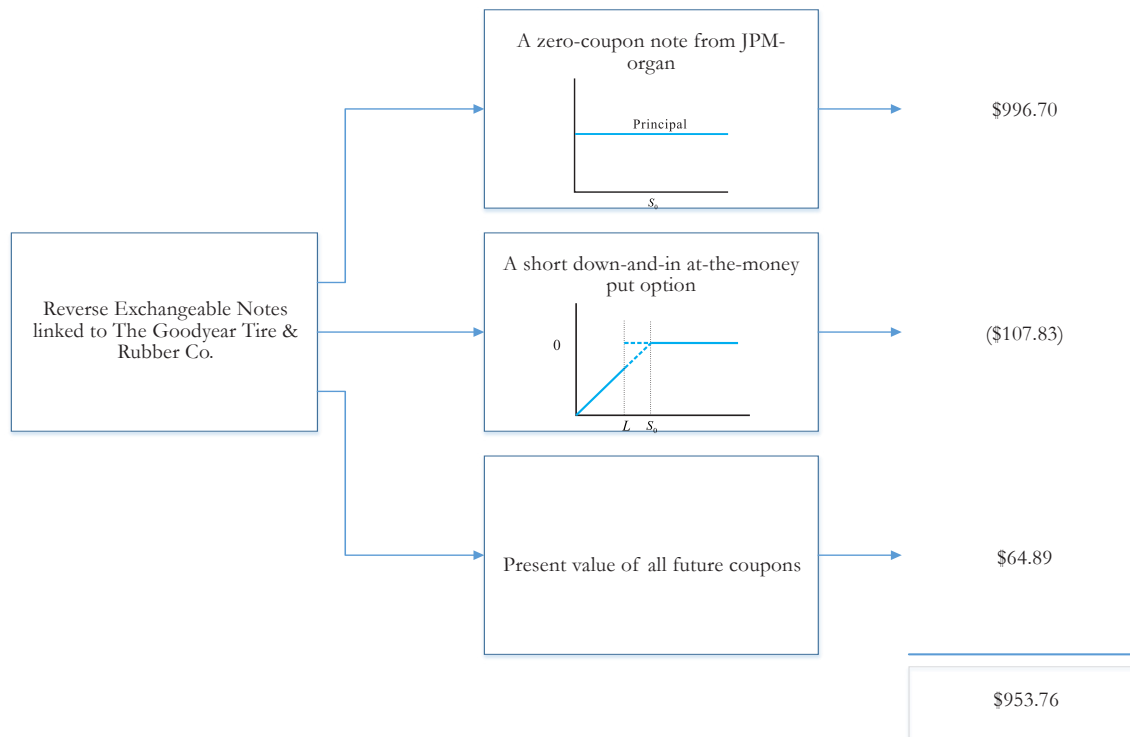 A zero-coupon note from JPM-
organ
Principal
S₀
$996.70
Reverse Exchangeable Notes
linked to The Goodyear Tire &
Rubber Co.
A short down-and-in at-the-money
put option
0
L S₀
($107.83)
Present value of all future coupons
$64.89
$953.76